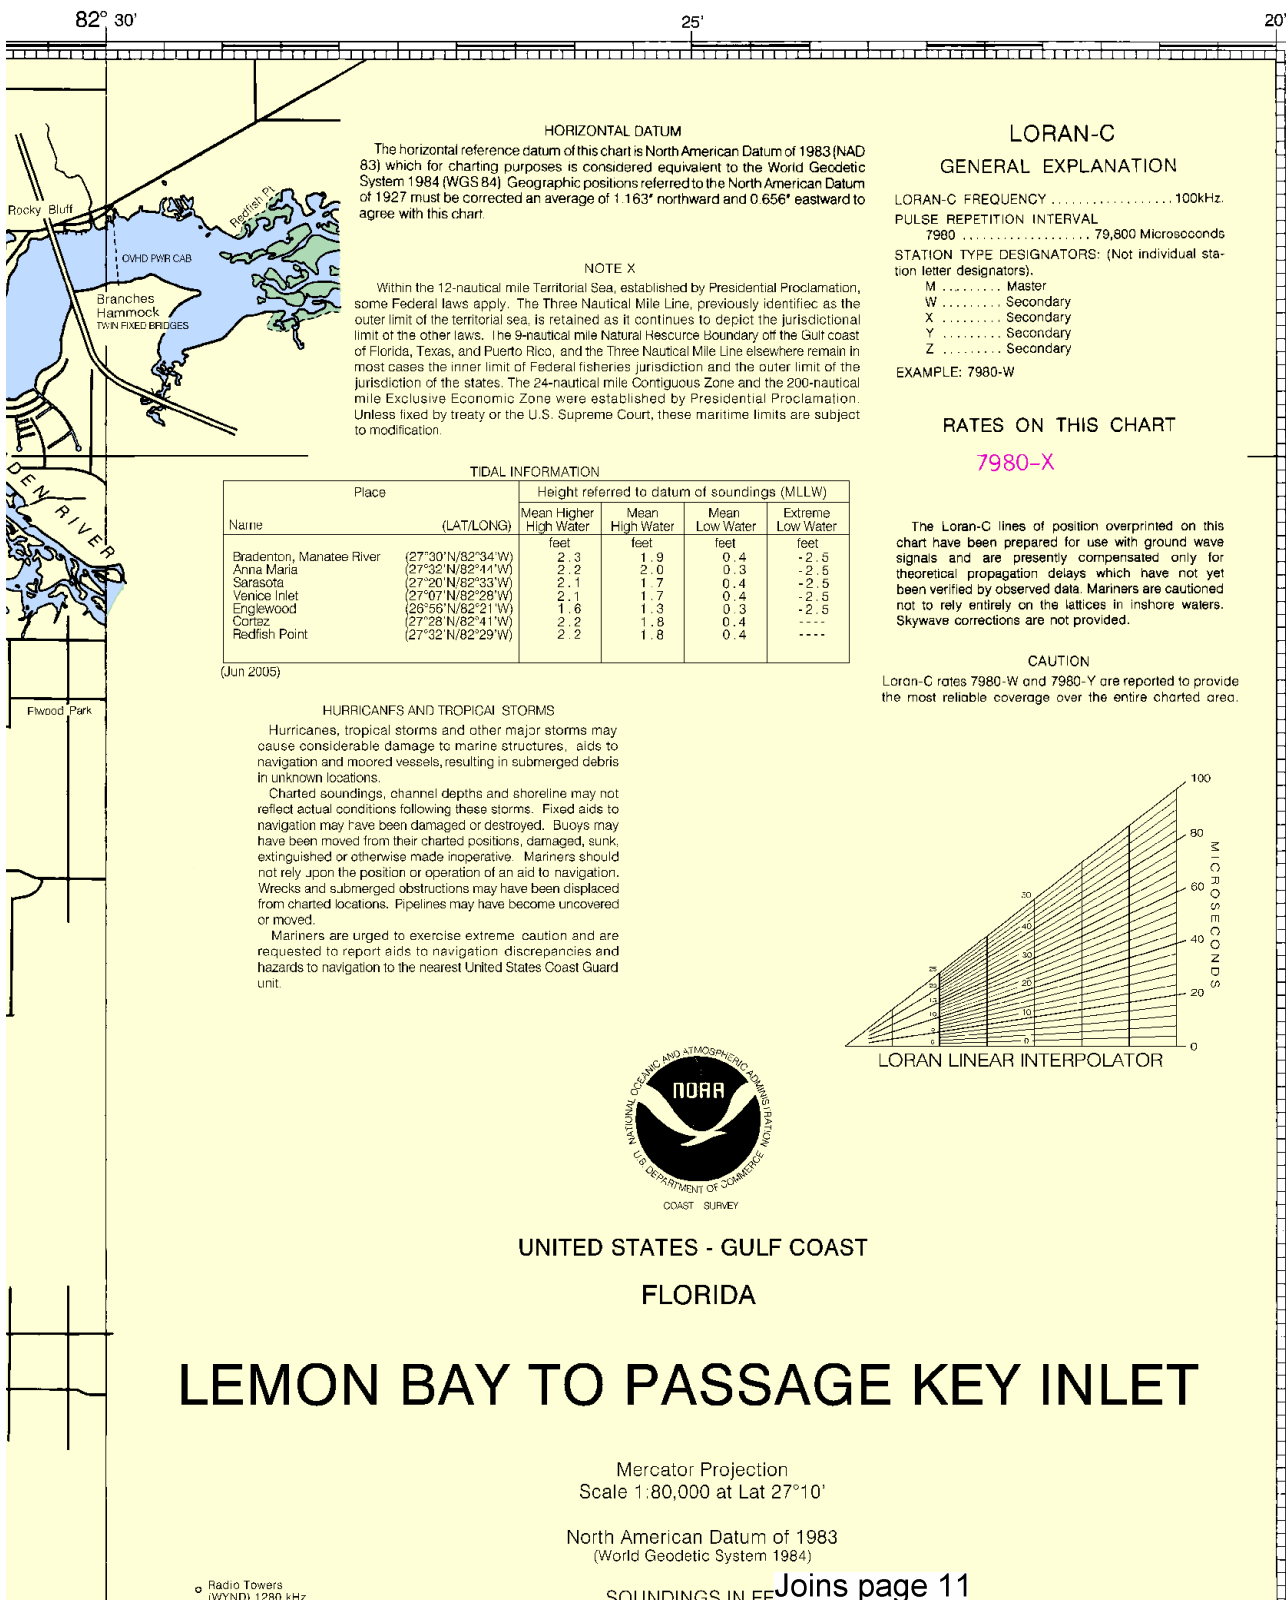 82° 30'
25'
20'
Rocky Bluff
Redfish Pt
OVHD PWR CAB
Branches
Hammock
TWIN FIXED BRIDGES
DEN RIVER
Elwood Park
HORIZONTAL DATUM
The horizontal reference datum of this chart is North American Datum of 1983 (NAD
83) which for charting purposes is considered equivalent to the World Geodetic
System 1984 (WGS 84). Geographic positions referred to the North American Datum
of 1927 must be corrected an average of 1.163" northward and 0.656" eastward to
agree with this chart.
NOTE X
Within the 12-nautical mile Territorial Sea, established by Presidential Proclamation,
some Federal laws apply. The Three Nautical Mile Line, previously identified as the
outer limit of the territorial sea, is retained as it continues to depict the jurisdictional
limit of the other laws. The 9-nautical mile Natural Resource Boundary off the Gulf coast
of Florida, Texas, and Puerto Rico, and the Three Nautical Mile Line elsewhere remain in
most cases the inner limit of Federal fisheries jurisdiction and the outer limit of the
jurisdiction of the states. The 24-nautical mile Contiguous Zone and the 200-nautical
mile Exclusive Economic Zone were established by Presidential Proclamation.
Unless fixed by treaty or the U.S. Supreme Court, these maritime limits are subject
to modification.
LORAN-C
GENERAL EXPLANATION
LORAN-C FREQUENCY ................. 100kHz.
PULSE REPETITION INTERVAL
7980 .................. 79,800 Microseconds
STATION TYPE DESIGNATORS: (Not individual sta-
tion letter designators).
M ......... Master
W ......... Secondary
X ......... Secondary
Y ......... Secondary
Z ......... Secondary
EXAMPLE: 7980-W
RATES ON THIS CHART
7980-X
The Loran-C lines of position overprinted on this
chart have been prepared for use with ground wave
signals and are presently compensated only for
theoretical propagation delays which have not yet
been verified by observed data. Mariners are cautioned
not to rely entirely on the lattices in inshore waters.
Skywave corrections are not provided.
CAUTION
Loran-C rates 7980-W and 7980-Y are reported to provide
the most reliable coverage over the entire charted area.
TIDAL INFORMATION
Place Height referred to datum of soundings (MLLW)
Name (LAT/LONG) Mean Higher High Water Mean High Water Mean Low Water Extreme Low Water
feet feet feet feet
Bradenton, Manatee River (27°30'N/82°34'W) 2.3 1.9 0.4 -2.5
Anna Maria (27°32'N/82°44'W) 2.2 2.0 0.3 -2.5
Sarasota (27°20'N/82°33'W) 2.1 1.7 0.4 -2.5
Venice Inlet (27°07'N/82°28'W) 2.1 1.7 0.4 -2.5
Englewood (26°56'N/82°21'W) 1.6 1.3 0.3 -2.5
Cortez (27°28'N/82°41'W) 2.2 1.8 0.4 ----
Redfish Point (27°32'N/82°29'W) 2.2 1.8 0.4 ----
(Jun 2005)
HURRICANES AND TROPICAL STORMS
Hurricanes, tropical storms and other major storms may
cause considerable damage to marine structures, aids to
navigation and moored vessels, resulting in submerged debris
in unknown locations.
Charted soundings, channel depths and shoreline may not
reflect actual conditions following these storms. Fixed aids to
navigation may have been damaged or destroyed. Buoys may
have been moved from their charted positions, damaged, sunk,
extinguished or otherwise made inoperative. Mariners should
not rely upon the position or operation of an aid to navigation.
Wrecks and submerged obstructions may have been displaced
from charted locations. Pipelines may have become uncovered
or moved.
Mariners are urged to exercise extreme caution and are
requested to report aids to navigation discrepancies and
hazards to navigation to the nearest United States Coast Guard
unit.
100
80
60
40
20
0
MICROSECONDS
LORAN LINEAR INTERPOLATOR
NATIONAL OCEANIC AND ATMOSPHERIC ADMINISTRATION
NOAA
U.S. DEPARTMENT OF COMMERCE
COAST SURVEY
UNITED STATES - GULF COAST
FLORIDA
LEMON BAY TO PASSAGE KEY INLET
Mercator Projection
Scale 1:80,000 at Lat 27°10'
North American Datum of 1983
(World Geodetic System 1984)
SOUNDINGS IN FE
Joins page 11
Radio Towers
(WYND) 1280 kHz